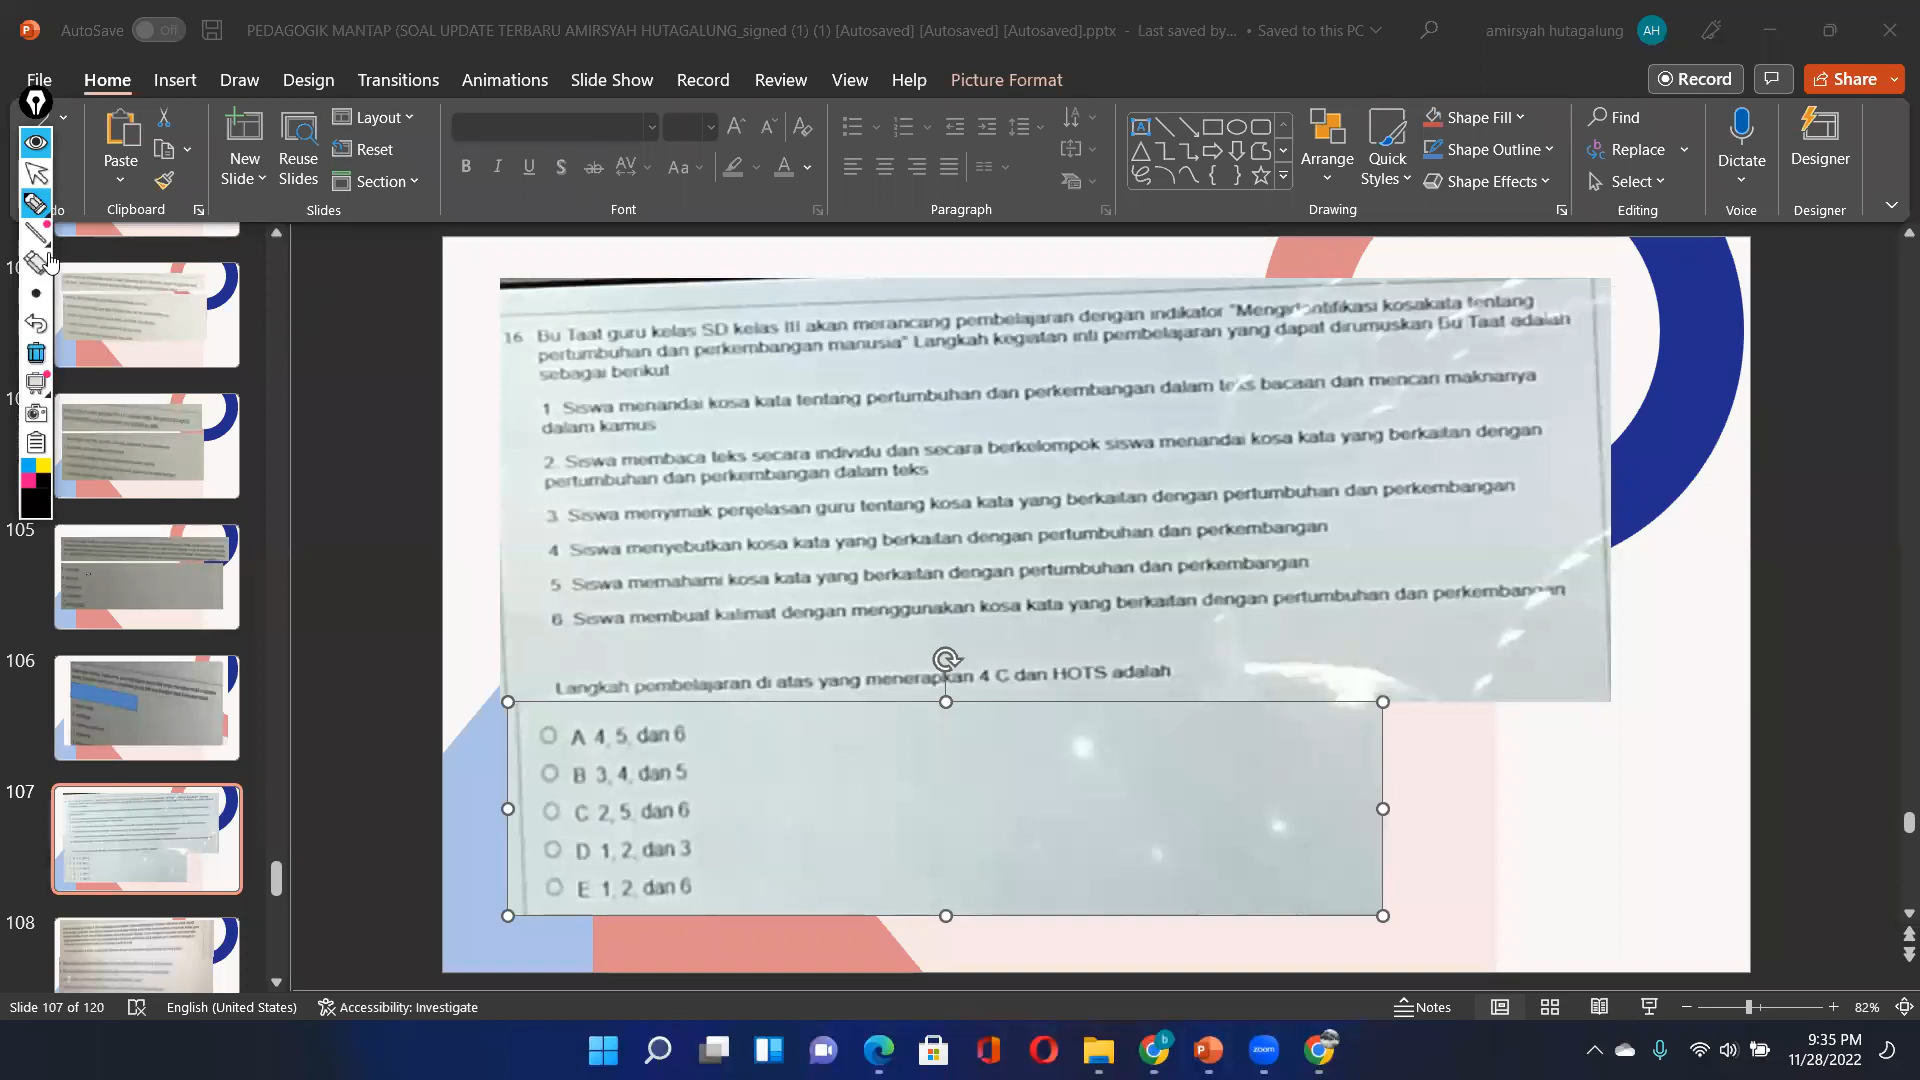 AutoSave Off PEDAGOGIK MANTAP (SOAL UPDATE TERBARU AMIRSYAH HUTAGALUNG_signed (1) (1) [Autosaved] [Autosaved] [Autosaved].pptx - Last saved by... • Saved to this PC amirsyah hutagalung AH
File Home Insert Draw Design Transitions Animations Slide Show Record Review View Help Picture Format Record Share
Paste New Slide Reuse Slides Layout Reset Section
B I U S ab AV Aa A
Arrange Quick Styles Shape Fill Shape Outline Shape Effects
Find Replace Select Dictate Designer
do Clipboard Slides Font Paragraph Drawing Editing Voice Designer
16 Bu Taat guru kelas SD kelas III akan merancang pembelajaran dengan indikator "Mengidentifikasi kosakata tentang
pertumbuhan dan perkembangan manusia" Langkah kegiatan inti pembelajaran yang dapat dirumuskan Bu Taat adalah
sebagai berikut
1 Siswa menandai kosa kata tentang pertumbuhan dan perkembangan dalam teks bacaan dan mencari maknanya
dalam kamus
2. Siswa membaca teks secara individu dan secara berkelompok siswa menandai kosa kata yang berkaitan dengan
pertumbuhan dan perkembangan dalam teks
3. Siswa menyimak penjelasan guru tentang kosa kata yang berkaitan dengan pertumbuhan dan perkembangan
4 Siswa menyebutkan kosa kata yang berkaitan dengan pertumbuhan dan perkembangan
5 Siswa memahami kosa kata yang berkaitan dengan pertumbuhan dan perkembangan
6 Siswa membuat kalimat dengan menggunakan kosa kata yang berkaitan dengan pertumbuhan dan perkembangan
Langkah pembelajaran di atas yang menerapkan 4 C dan HOTS adalah
A 4, 5, dan 6
B 3, 4, dan 5
C 2, 5, dan 6
D 1, 2, dan 3
E 1, 2, dan 6
105
106
107
108
Slide 107 of 120 English (United States) Accessibility: Investigate Notes 82%
zoom
9:35 PM
11/28/2022